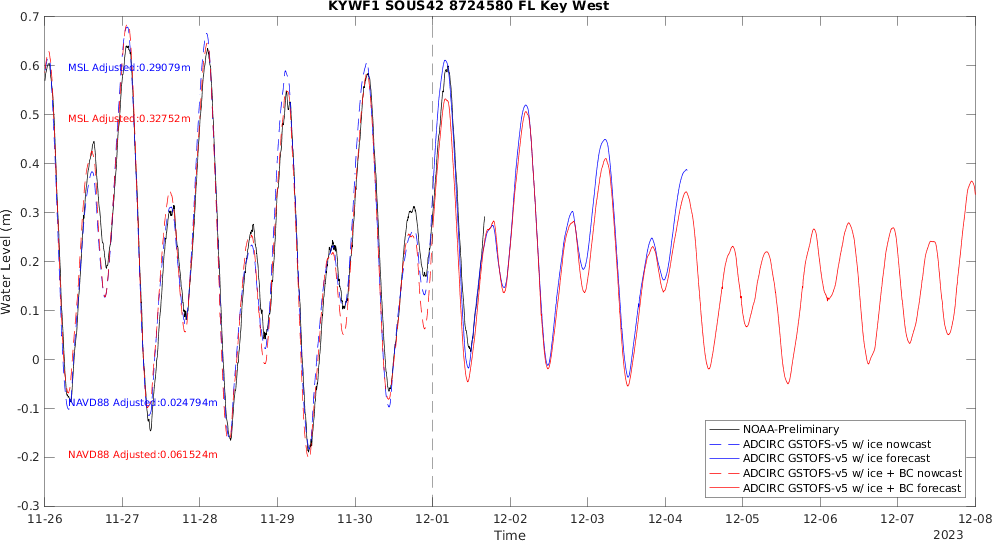 KYWF1 SOUS42 8724580 FL Key West
0.7
0.6
0.5
0.4
0.3
0.2
0.1
0
-0.1
-0.2
-0.3
Water Level (m)
MSL Adjusted:0.29079m
MSL Adjusted:0.32752m
NAVD88 Adjusted:0.024794m
NAVD88 Adjusted:0.061524m
NOAA-Preliminary
ADCIRC GSTOFS-v5 w/ ice nowcast
ADCIRC GSTOFS-v5 w/ ice forecast
ADCIRC GSTOFS-v5 w/ ice + BC nowcast
ADCIRC GSTOFS-v5 w/ ice + BC forecast
11-26 11-27 11-28 11-29 11-30 12-01 12-02 12-03 12-04 12-05 12-06 12-07 12-08
Time
2023